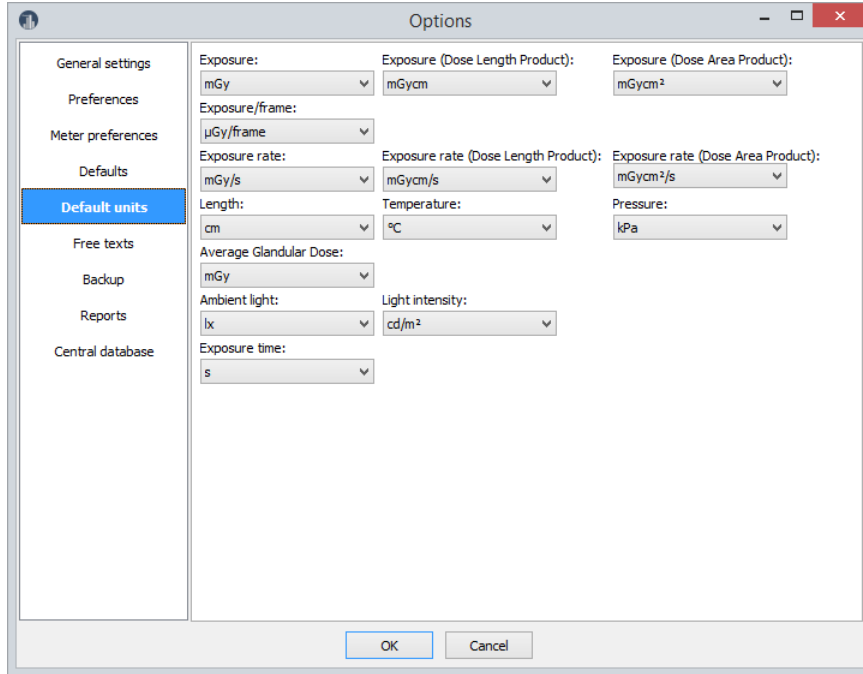 Options
General settings
Preferences
Meter preferences
Defaults
Default units
Free texts
Backup
Reports
Central database
Exposure: Exposure (Dose Length Product): Exposure (Dose Area Product):
mGy mGycm mGycm²
Exposure/frame:
µGy/frame
Exposure rate: Exposure rate (Dose Length Product): Exposure rate (Dose Area Product):
mGy/s mGycm/s mGycm²/s
Length: Temperature: Pressure:
cm ºC kPa
Average Glandular Dose:
mGy
Ambient light: Light intensity:
lx cd/m²
Exposure time:
s
OK Cancel